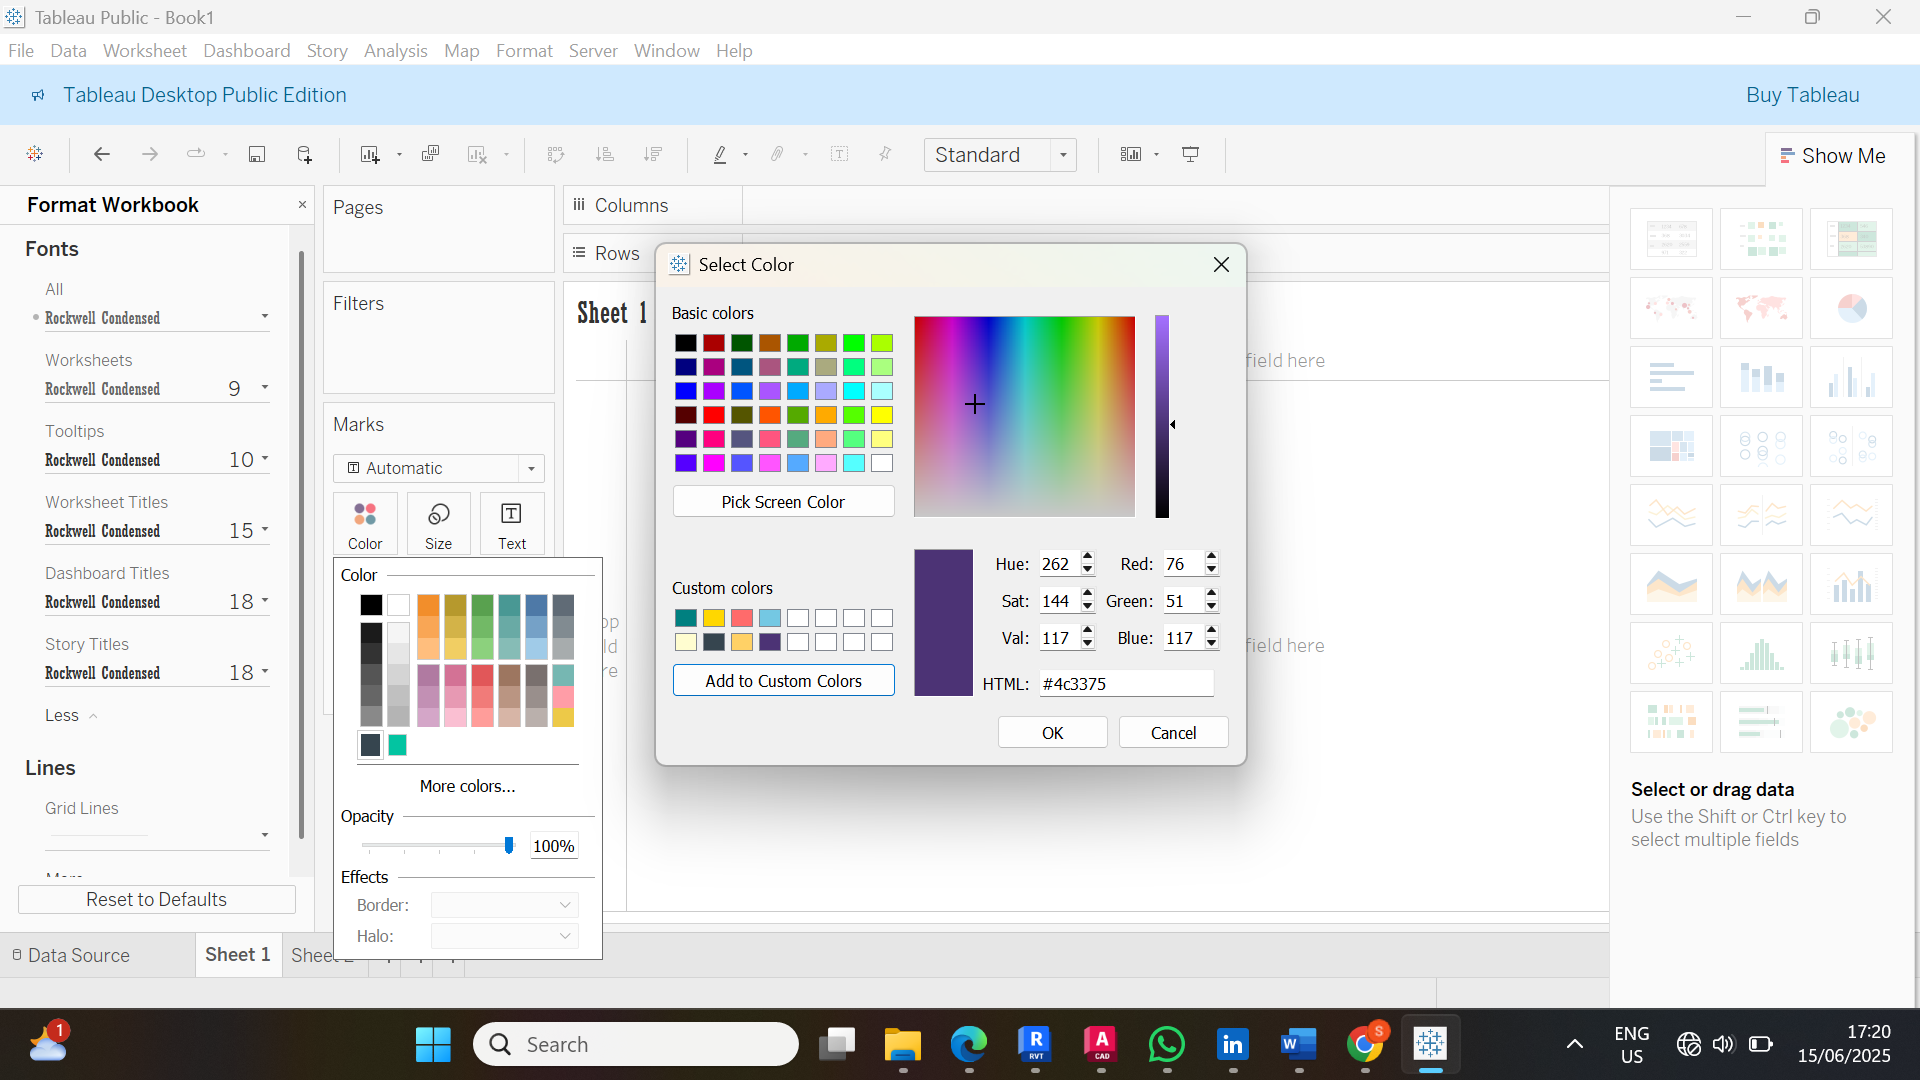 Tableau Public - Book1
File Data Worksheet Dashboard Story Analysis Map Format Server Window Help
Tableau Desktop Public Edition
Buy Tableau
Standard
Show Me
Format Workbook
Fonts
All
Rockwell Condensed
Worksheets
Rockwell Condensed 9
Tooltips
Rockwell Condensed 10
Worksheet Titles
Rockwell Condensed 15
Dashboard Titles
Rockwell Condensed 18
Story Titles
Rockwell Condensed 18
Less
Lines
Grid Lines
Reset to Defaults
Pages
Filters
Marks
Automatic
Color Size Text
Color
More colors...
Opacity
100%
Effects
Border:
Halo:
Columns
Rows
Sheet 1
field here
field here
Select Color
Basic colors
Pick Screen Color
Custom colors
Add to Custom Colors
Hue: 262 Red: 76
Sat: 144 Green: 51
Val: 117 Blue: 117
HTML: #4c3375
OK Cancel
Select or drag data
Use the Shift or Ctrl key to
select multiple fields
Data Source Sheet 1
1
Search
RVT
CAD
ENG
US
17:20
15/06/2025